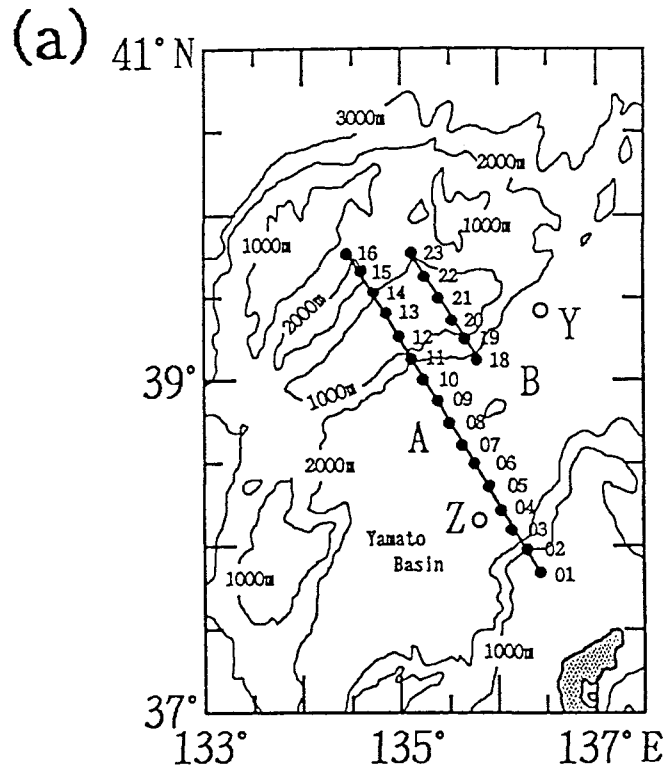 (a)
41°N
3000m
2000m
1000m
1000m
16
23
15
22
14
21
2000m
13
20
Y
12
19
11
18
39°
10
1000m
B
09
08
A
07
2000m
06
05
Z
04
03
Yamato
Basin
02
1000m
01
1000m
37°
133°
135°
137°E